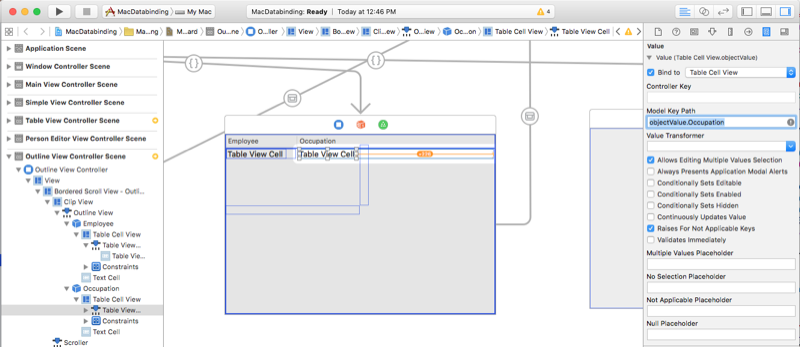 MacDatabinding
My Mac
MacDatabinding: Ready
Today at 12:46 PM
4
MacDatabinding
Ma...ng
M...rd
Ou...ne
O...ller
View
Bo...ew
Cl...ew
O...iew
Oc...on
Table Cell View
Table View Cell
Application Scene
Window Controller Scene
Main View Controller Scene
Simple View Controller Scene
Table View Controller Scene
Person Editor View Controller Scene
Outline View Controller Scene
Outline View Controller
View
Bordered Scroll View - Outli...
Clip View
Outline View
Employee
Table Cell View
Table View...
Table View...
Constraints
Text Cell
Occupation
Table Cell View
Table View...
Constraints
Text Cell
Scroller
Employee
Occupation
Table View Cell
Table View Cell
Value
Value (Table Cell View.objectValue)
Bind to
Table Cell View
Controller Key
Model Key Path
objectValue.Occupation
Value Transformer
Allows Editing Multiple Values Selection
Always Presents Application Modal Alerts
Conditionally Sets Editable
Conditionally Sets Enabled
Conditionally Sets Hidden
Continuously Updates Value
Raises For Not Applicable Keys
Validates Immediately
Multiple Values Placeholder
No Selection Placeholder
Not Applicable Placeholder
Null Placeholder